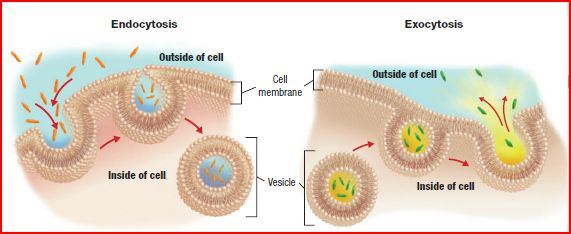 Endocytosis
Exocytosis
Outside of cell
Cell
membrane
Outside of cell
Inside of cell
Vesicle
Inside of cell